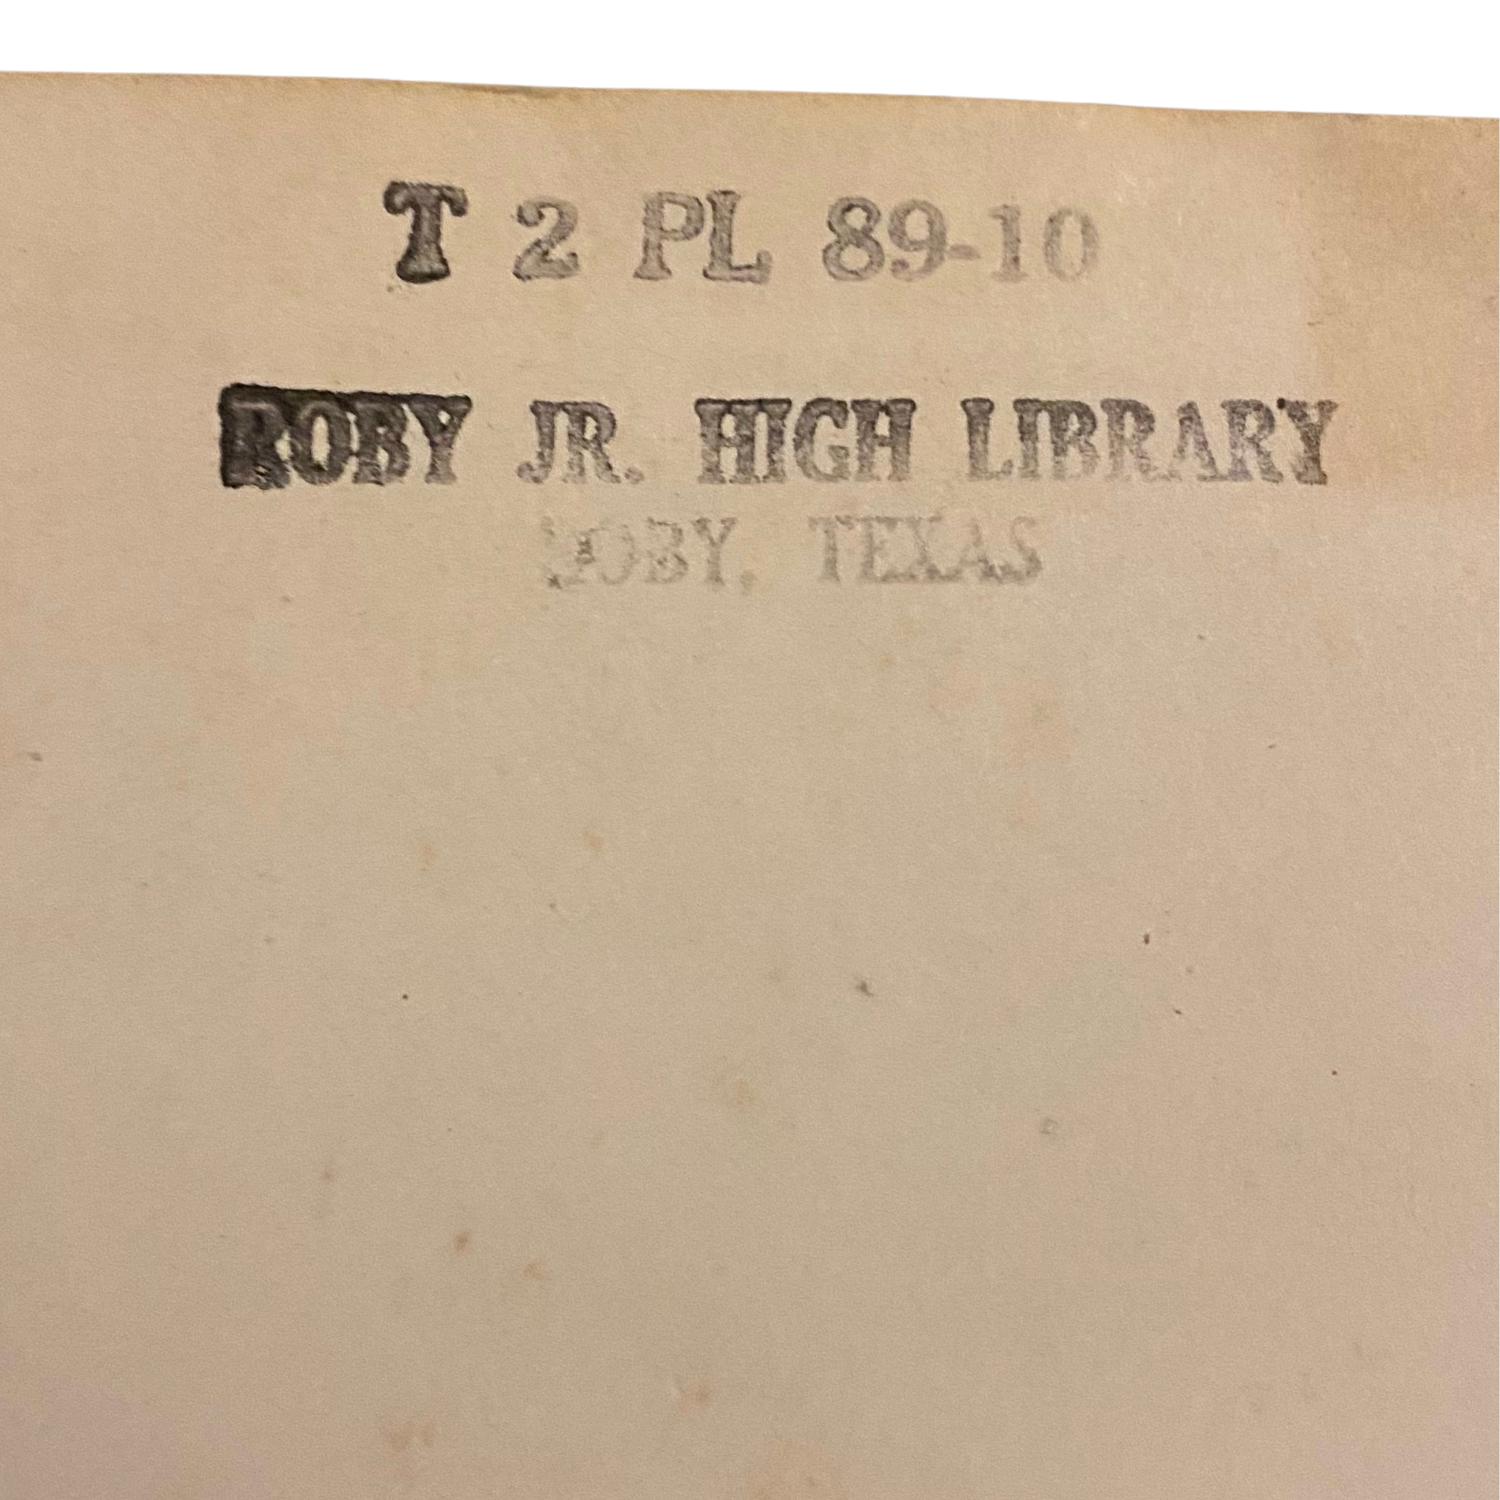 T 2 PL 89-10
ROBY JR. HIGH LIBRARY
ROBY, TEXAS